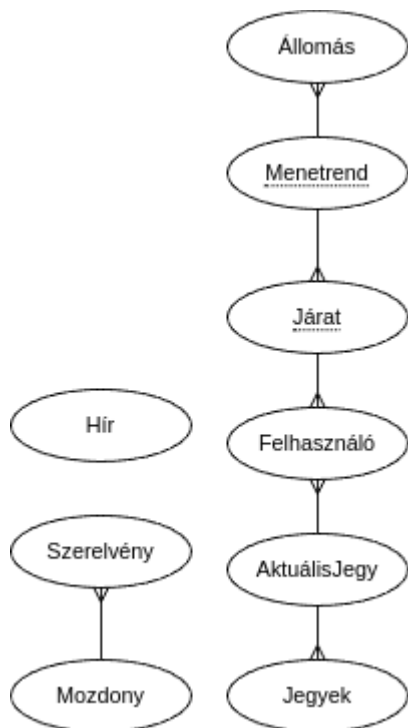 Állomás
Menetrend
Járat
Hír
Felhasználó
Szerelvény
AktuálisJegy
Mozdony
Jegyek